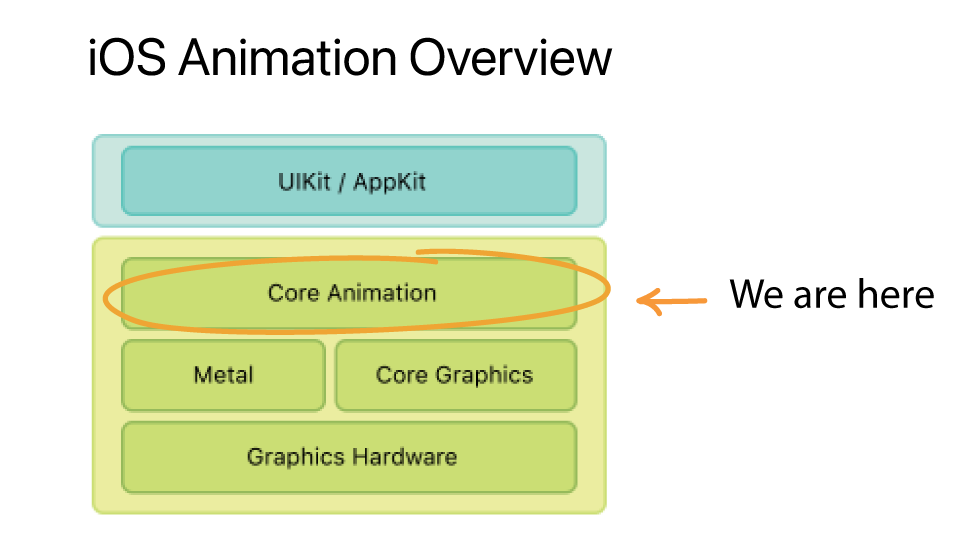 iOS Animation Overview
UIKit / AppKit
Core Animation
We are here
Metal
Core Graphics
Graphics Hardware